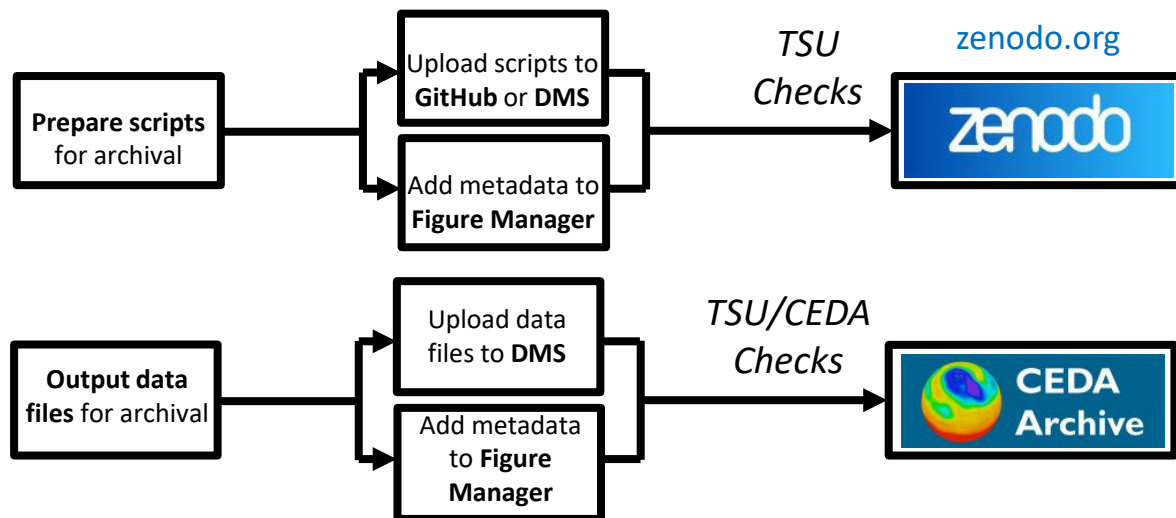 Prepare scripts
for archival
Upload scripts to
GitHub or DMS
Add metadata to
Figure Manager
TSU
Checks
zenodo.org
zenodo
Output data
files for archival
Upload data
files to DMS
Add metadata
to Figure
Manager
TSU/CEDA
Checks
CEDA
Archive